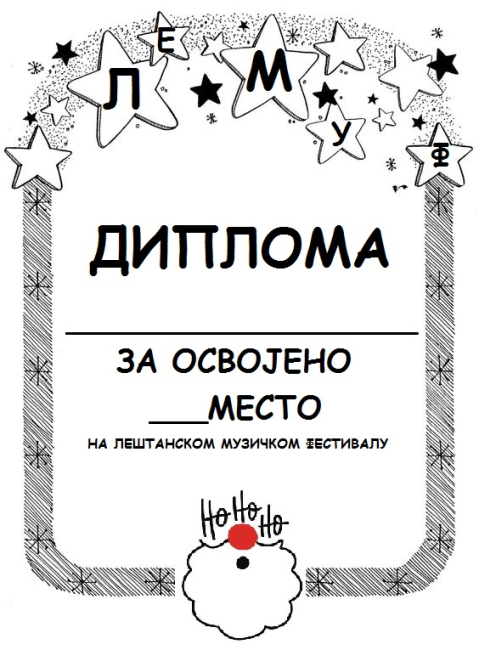 Л Е М У Ф
ДИПЛОМА
ЗА ОСВОЈЕНО
___МЕСТО
НА ЛЕШТАНСКОМ МУЗИЧКОМ ФЕСТИВАЛУ
Ho Ho Ho